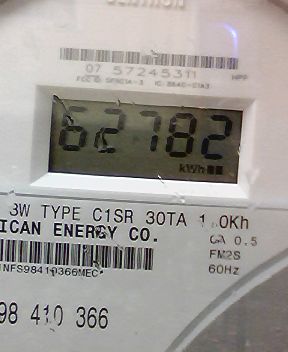 07 57245311 HPP
62782
kWh
3W TYPE C1SR 30TA 1.0Kh
ICAN ENERGY CO. CA 0.5
FM2S
NFS98410366MEC
60Hz
98 410 366